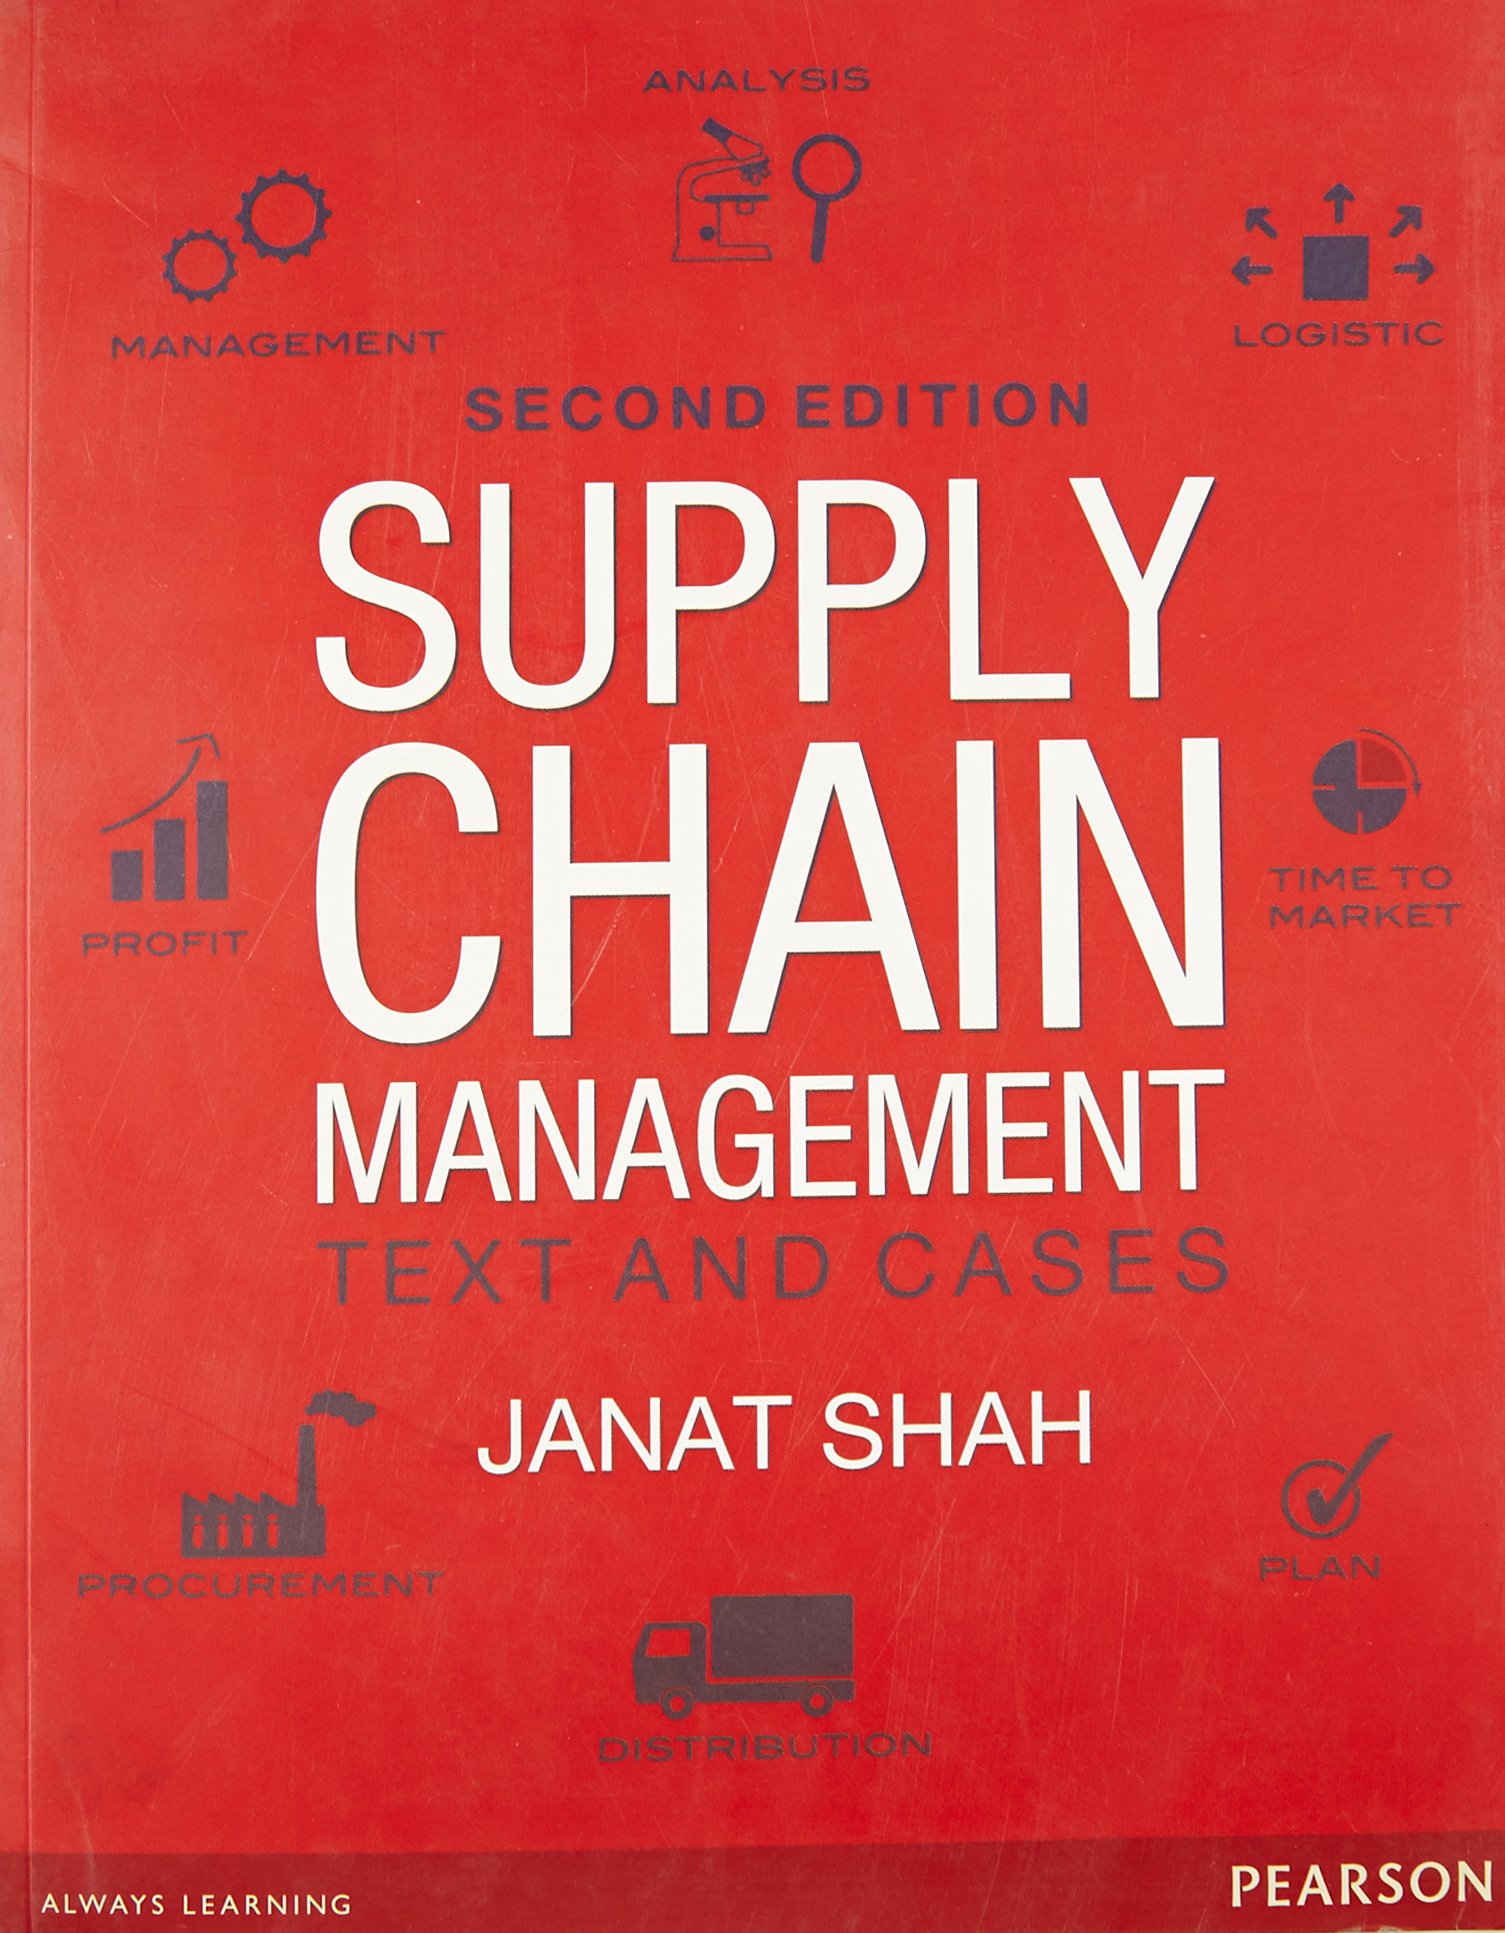 ANALYSIS
MANAGEMENT
LOGISTIC
SECOND EDITION
SUPPLY
CHAIN
MANAGEMENT
TEXT AND CASES
PROFIT
TIME TO
MARKET
JANAT SHAH
PROCUREMENT
PLAN
DISTRIBUTION
ALWAYS LEARNING
PEARSON